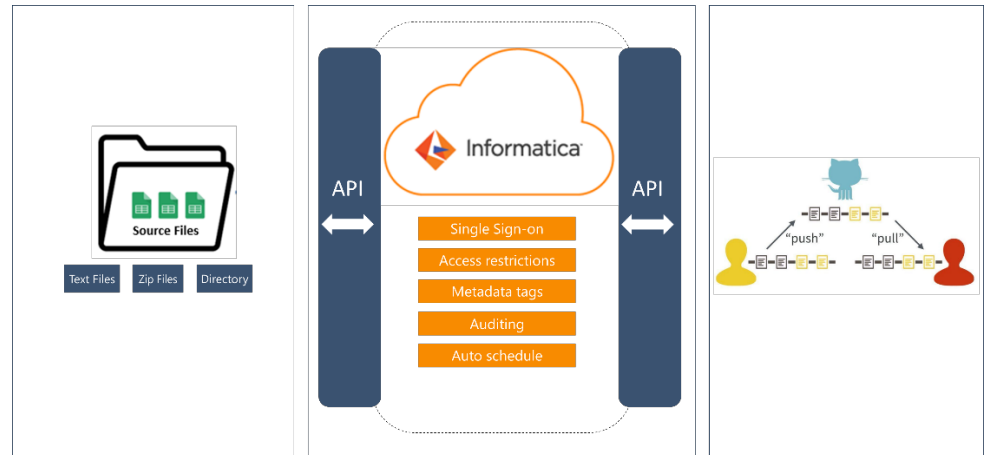 Source Files
Text Files
Zip Files
Directory
API
Informatica
API
Single Sign-on
Access restrictions
Metadata tags
Auditing
Auto schedule
“push”
“pull”